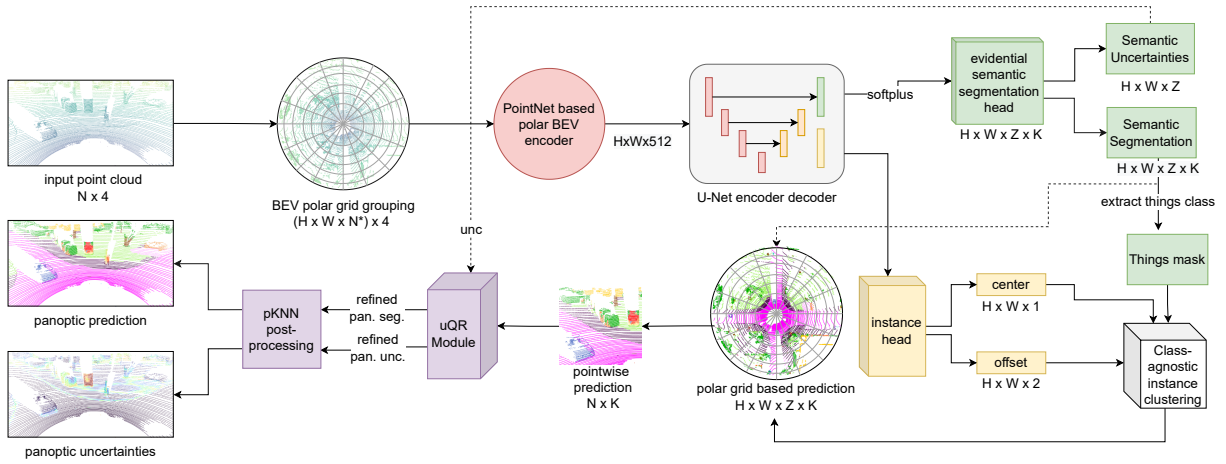 input point cloud
N x 4
BEV polar grid grouping
(H x W x N*) x 4
PointNet based
polar BEV
encoder
HxWx512
U-Net encoder decoder
softplus
evidential
semantic
segmentation
head
H x W x Z x K
Semantic
Uncertainties
H x W x Z
Semantic
Segmentation
H x W x Z x K
extract things class
Things mask
unc
panoptic prediction
panoptic uncertainties
pKNN
post-
processing
refined
pan. seg.
refined
pan. unc.
uQR
Module
pointwise
prediction
N x K
polar grid based prediction
H x W x Z x K
instance
head
center
H x W x 1
offset
H x W x 2
Class-
agnostic
instance
clustering